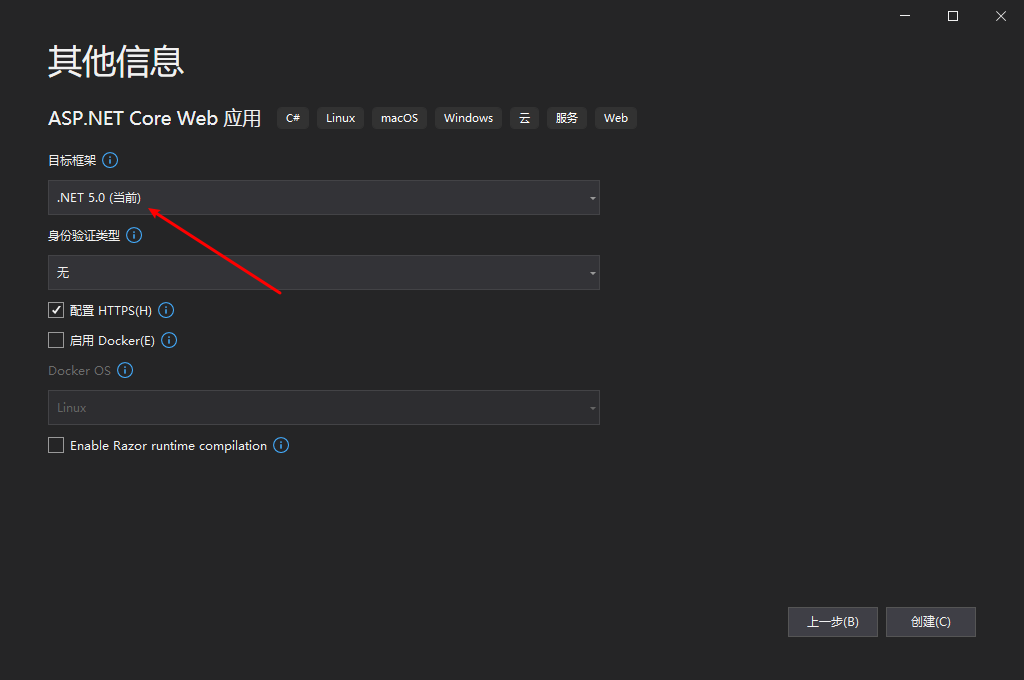 其他信息
ASP.NET Core Web 应用 C# Linux macOS Windows 云 服务 Web
目标框架
.NET 5.0 (当前)
身份验证类型
无
配置 HTTPS(H)
启用 Docker(E)
Docker OS
Linux
Enable Razor runtime compilation
上一步(B) 创建(C)